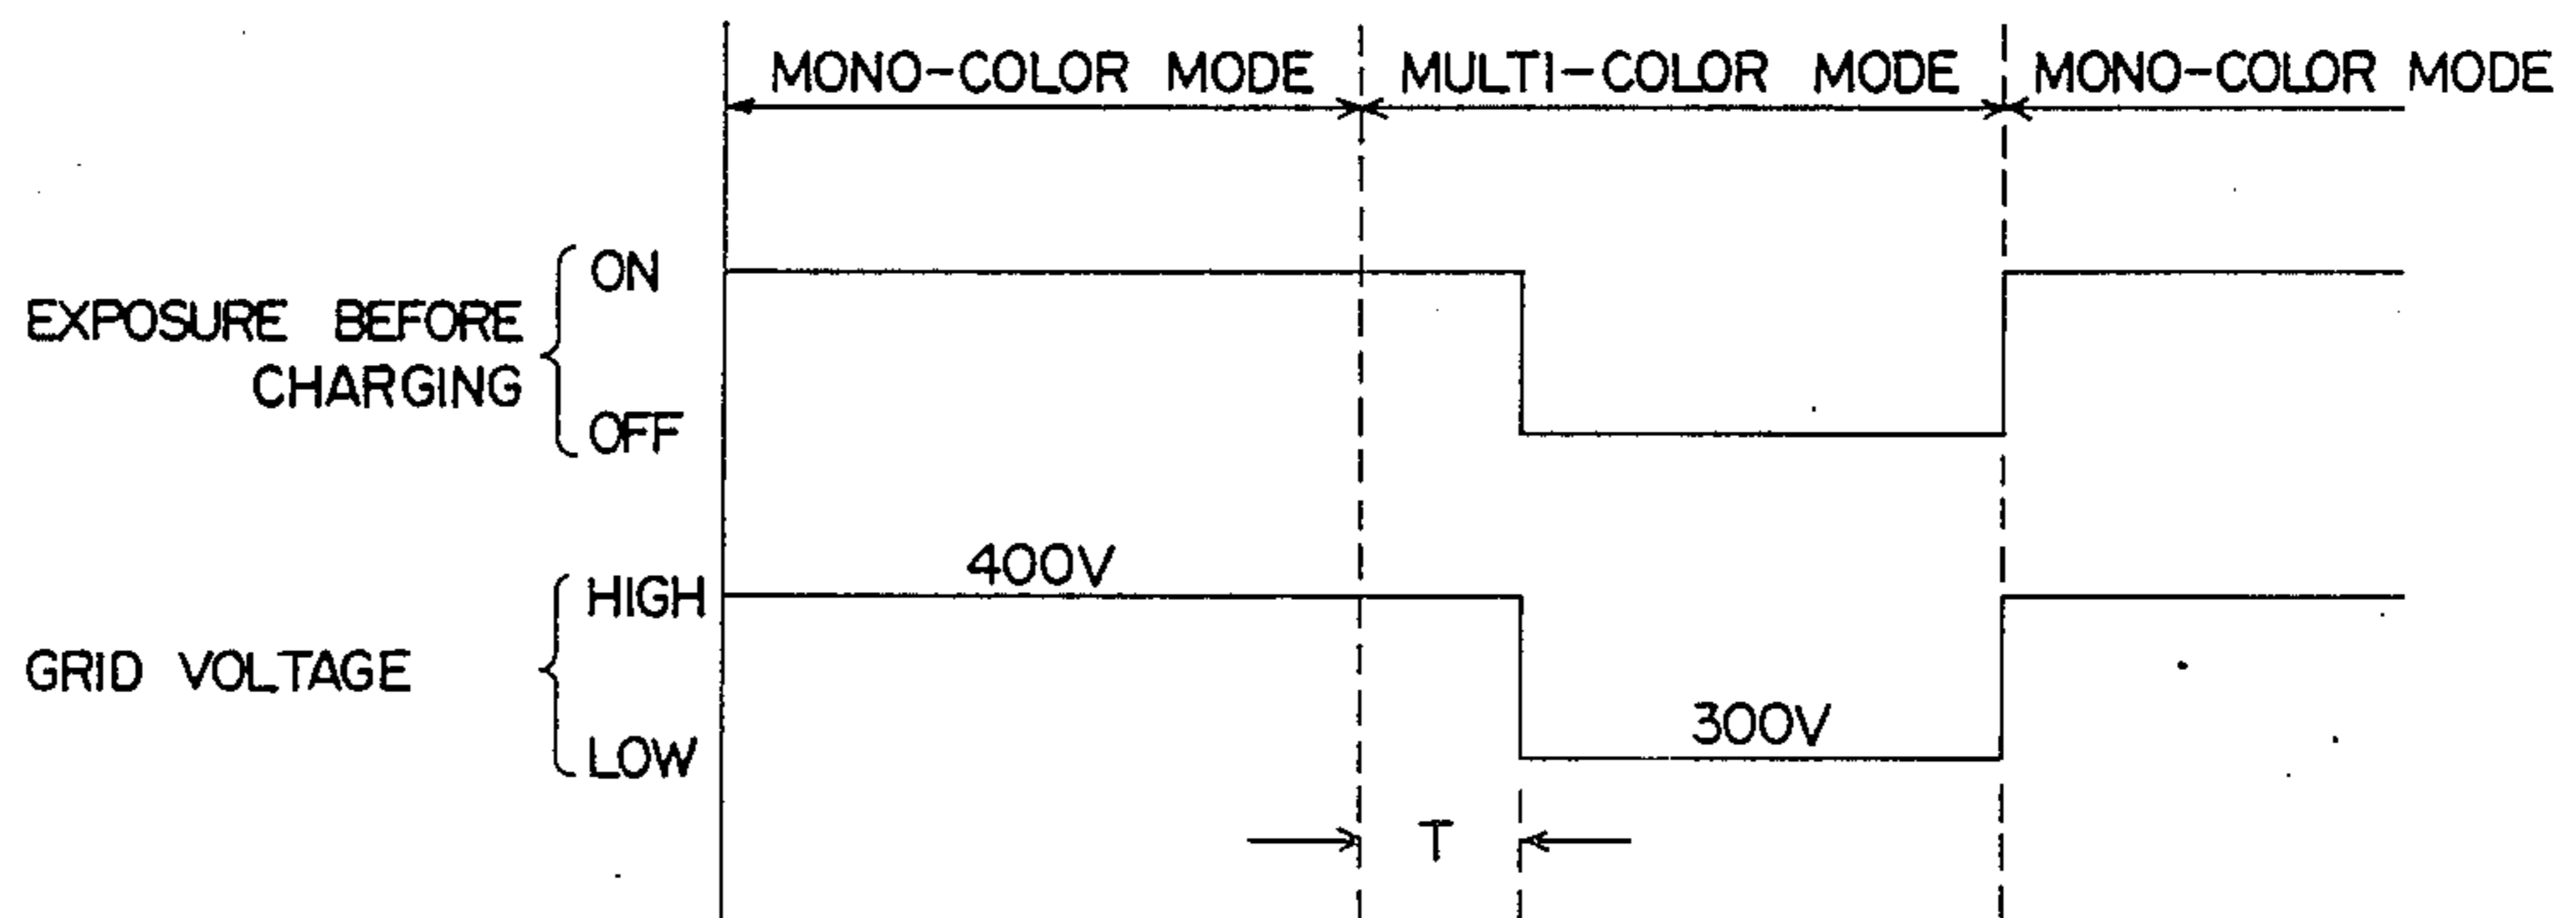 MONO-COLOR MODE
MULTI-COLOR MODE
MONO-COLOR MODE
EXPOSURE BEFORE
CHARGING
ON
OFF
GRID VOLTAGE
HIGH
LOW
400V
300V
T